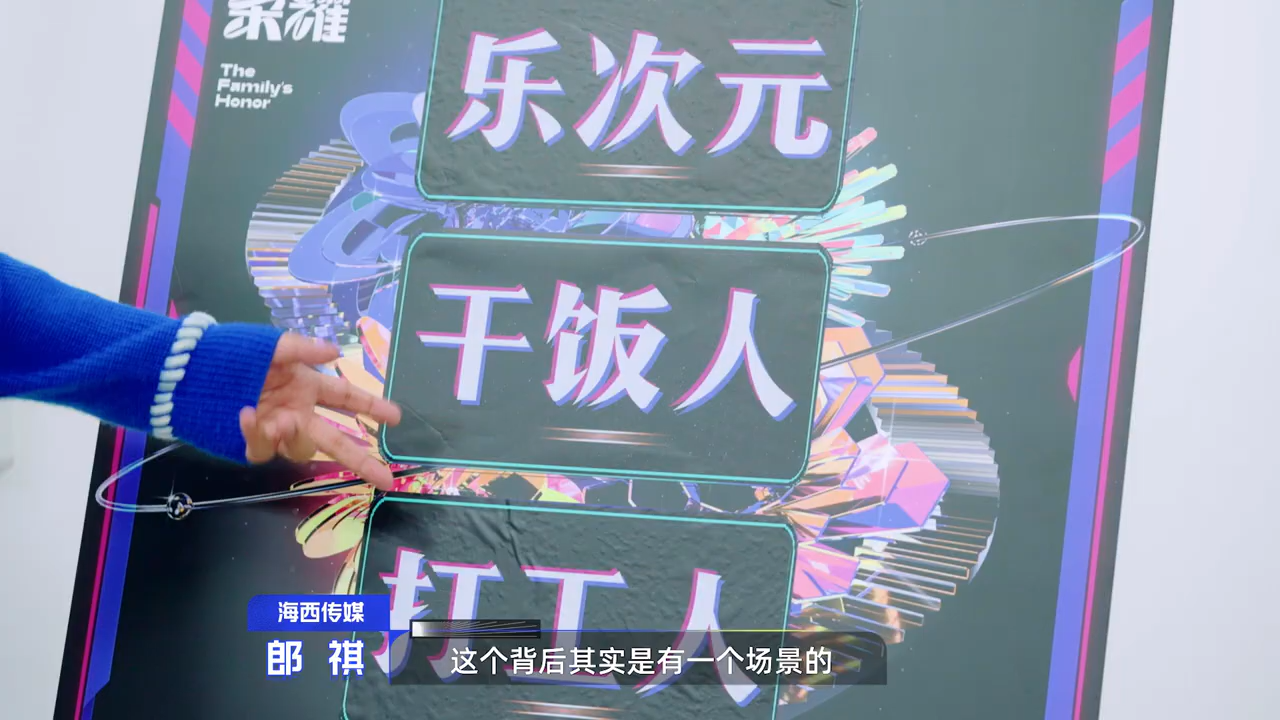 荣耀
The
Family's
Honor
乐次元
干饭人
打工人
海西传媒
郎 祺
这个背后其实是有一个场景的